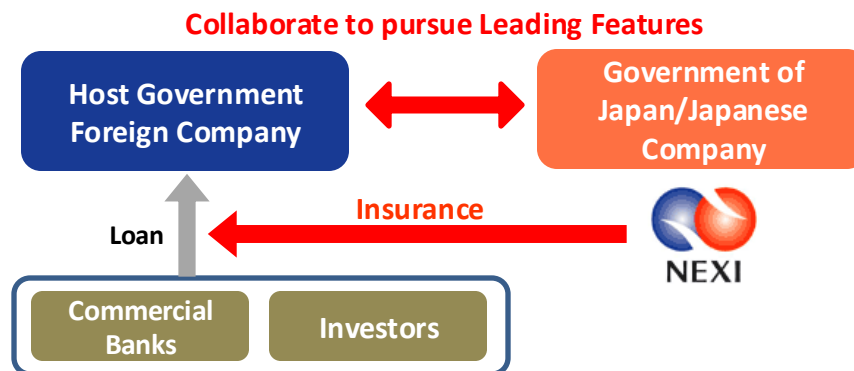 Collaborate to pursue Leading Features
Host Government
Foreign Company
Government of
Japan/Japanese
Company
Insurance
Loan
NEXI
Commercial
Banks
Investors